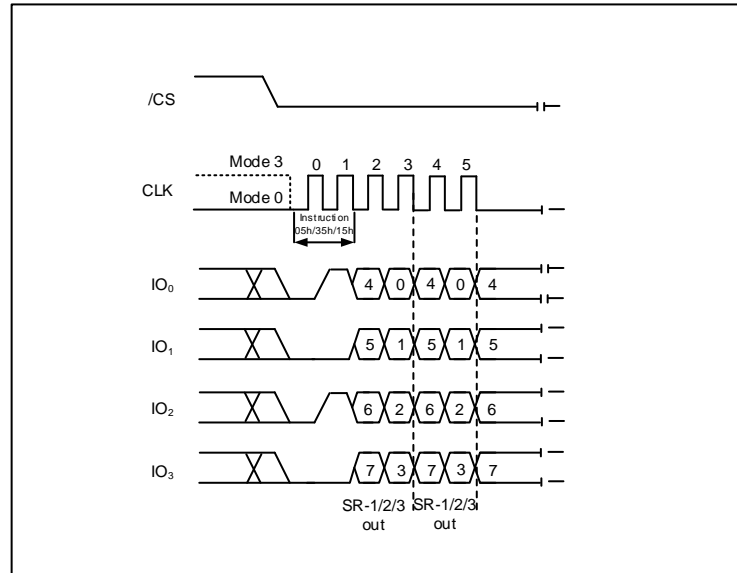 /CS
Mode 3 0 1 2 3 4 5
CLK
Mode 0
Instruction
05h/35h/15h
IO₀ 4 0 4 0 4
IO₁ 5 1 5 1 5
IO₂ 6 2 6 2 6
IO₃ 7 3 7 3 7
SR-1/2/3 SR-1/2/3
out out